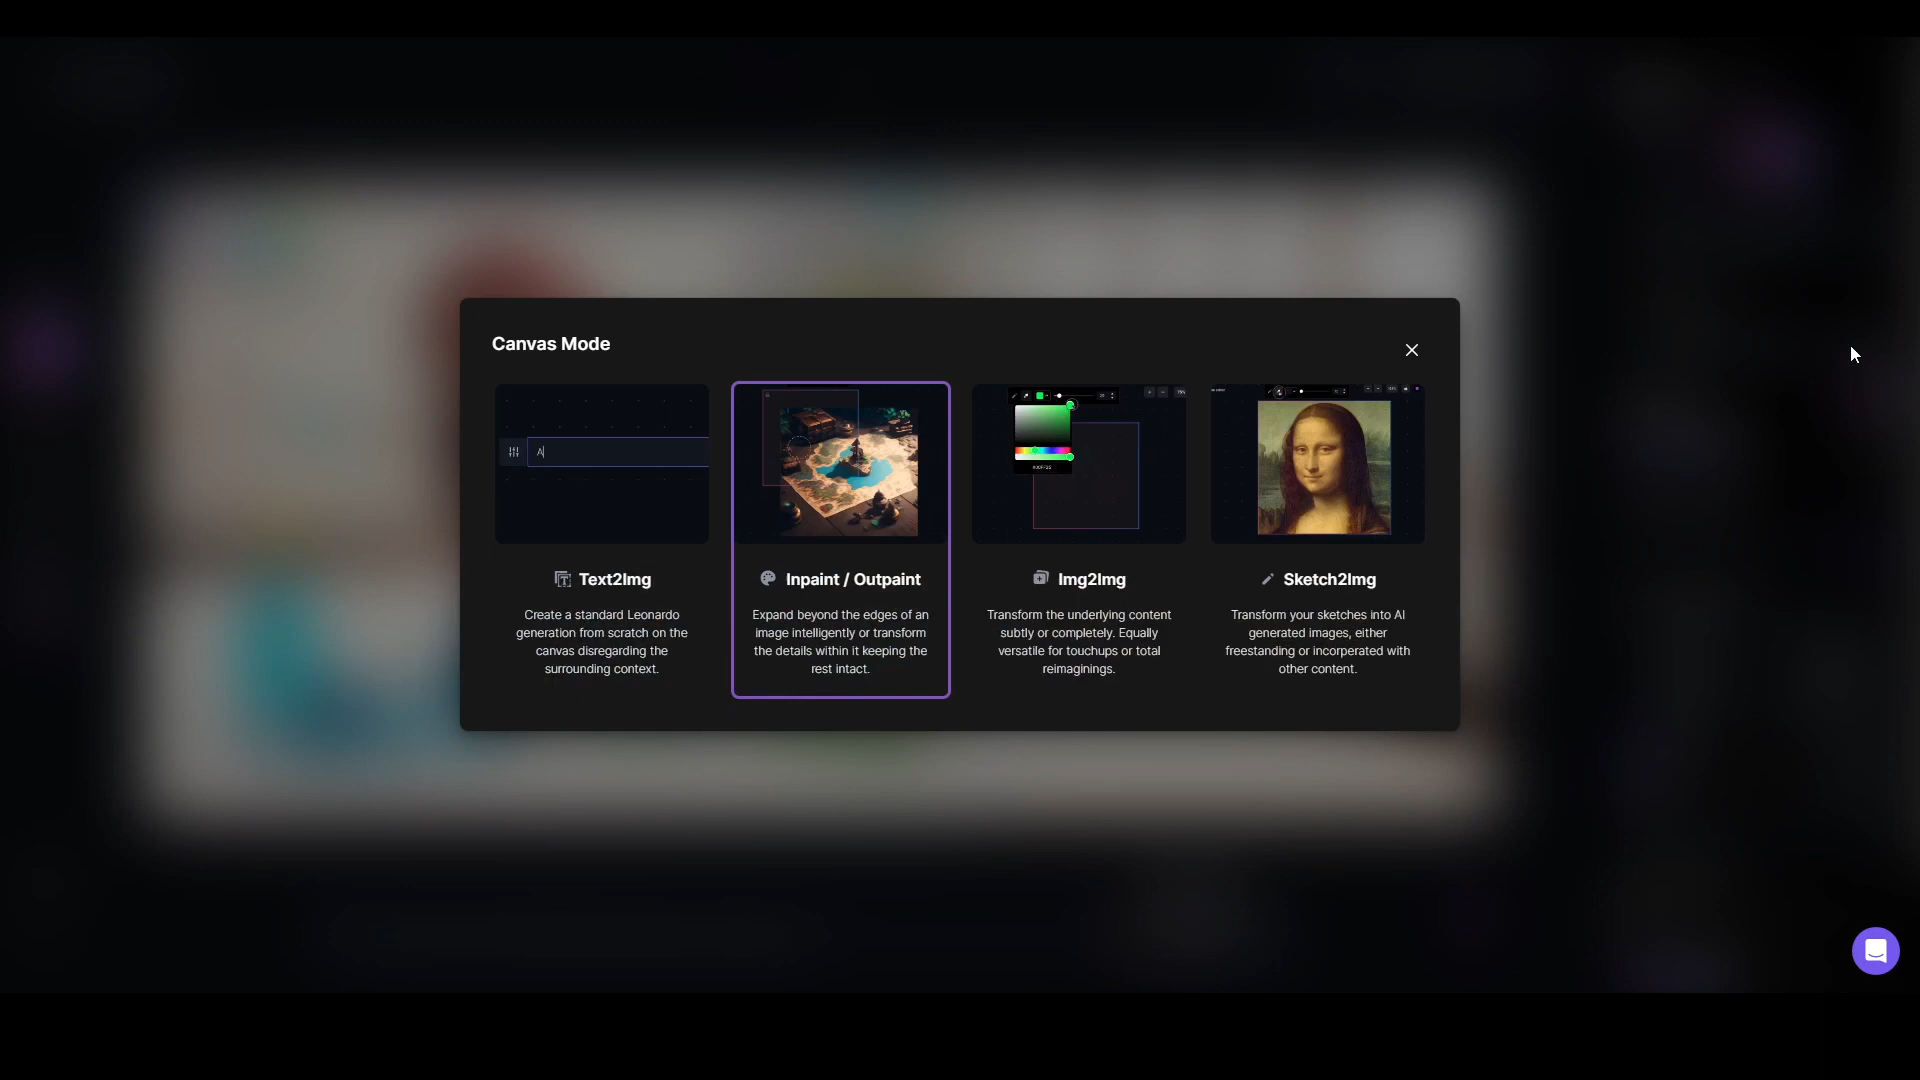 Canvas Mode
A
Text2Img
Create a standard Leonardo
generation from scratch on the
canvas disregarding the
surrounding context.
Inpaint / Outpaint
Expand beyond the edges of an
image intelligently or transform
the details within it keeping the
rest intact.
Img2Img
Transform the underlying content
subtly or completely. Equally
versatile for touchups or total
reimaginings.
Sketch2Img
Transform your sketches into AI
generated images, either
freestanding or incorperated with
other content.